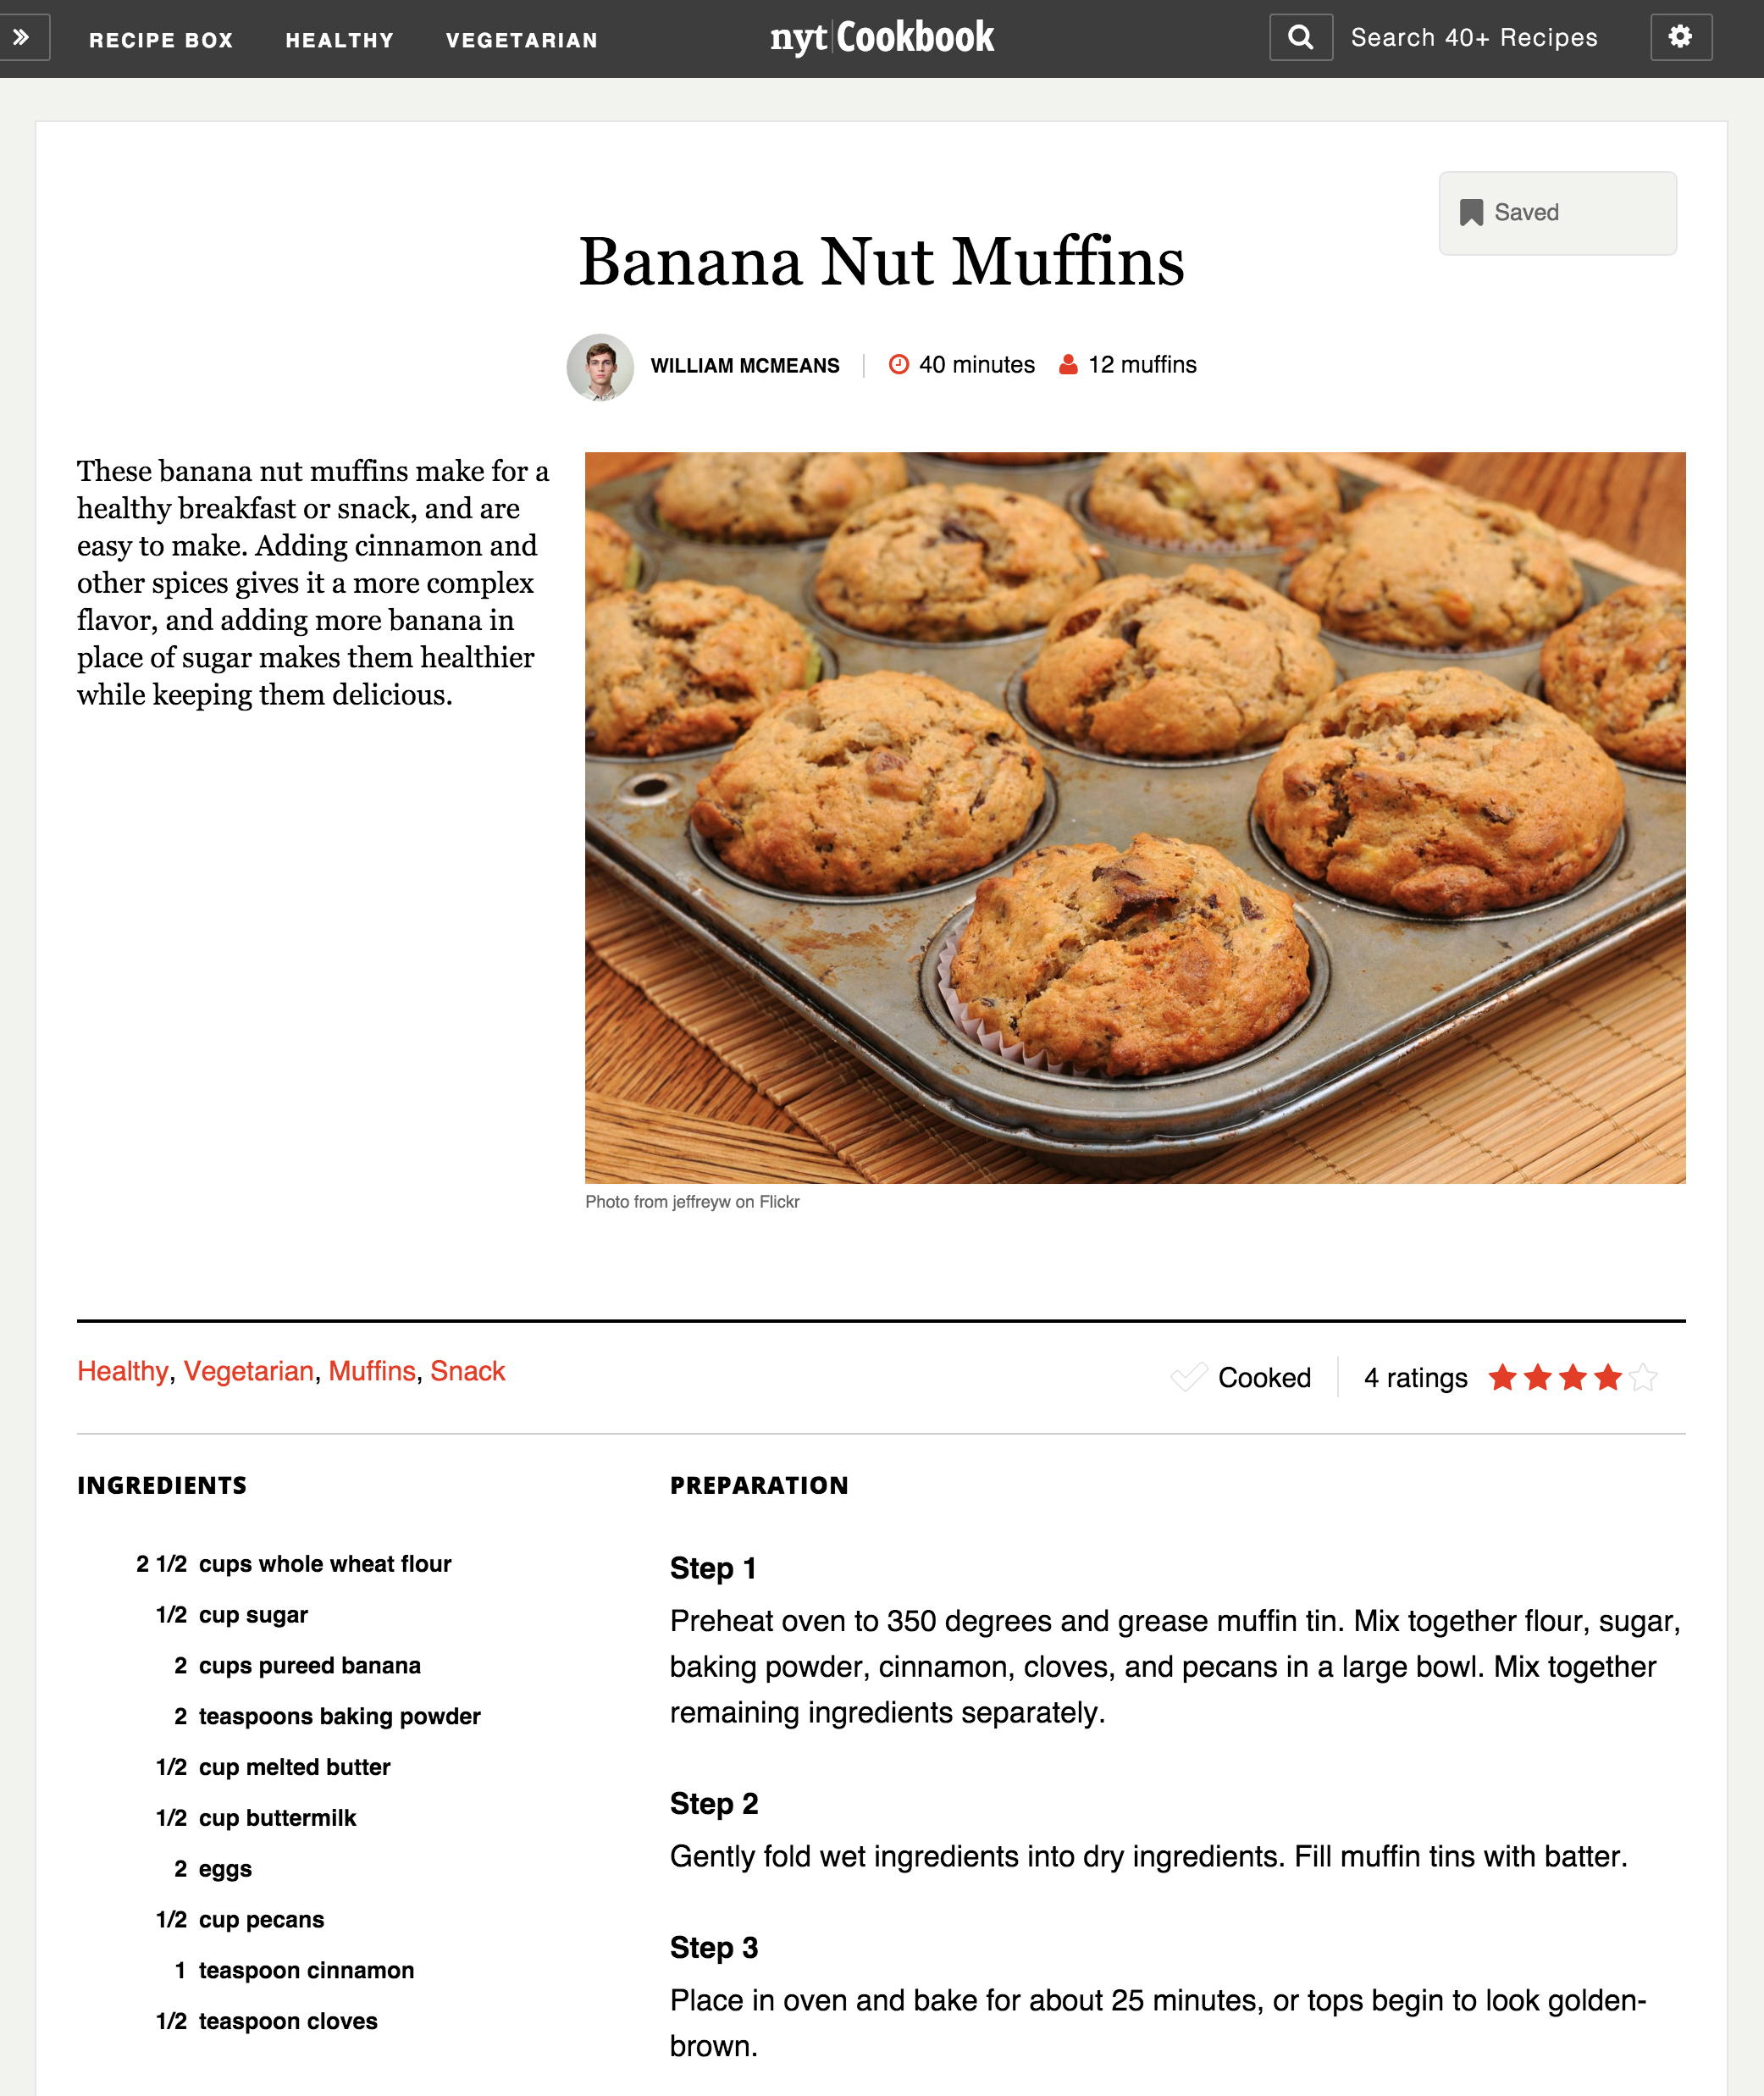 RECIPE BOX HEALTHY VEGETARIAN nyt Cookbook Search 40+ Recipes
Saved
Banana Nut Muffins
WILLIAM MCMEANS 40 minutes 12 muffins
These banana nut muffins make for a
healthy breakfast or snack, and are
easy to make. Adding cinnamon and
other spices gives it a more complex
flavor, and adding more banana in
place of sugar makes them healthier
while keeping them delicious.
Photo from jeffreyw on Flickr
Healthy, Vegetarian, Muffins, Snack
Cooked 4 ratings
INGREDIENTS
2 1/2 cups whole wheat flour
1/2 cup sugar
2 cups pureed banana
2 teaspoons baking powder
1/2 cup melted butter
1/2 cup buttermilk
2 eggs
1/2 cup pecans
1 teaspoon cinnamon
1/2 teaspoon cloves
PREPARATION
Step 1
Preheat oven to 350 degrees and grease muffin tin. Mix together flour, sugar,
baking powder, cinnamon, cloves, and pecans in a large bowl. Mix together
remaining ingredients separately.
Step 2
Gently fold wet ingredients into dry ingredients. Fill muffin tins with batter.
Step 3
Place in oven and bake for about 25 minutes, or tops begin to look golden-
brown.